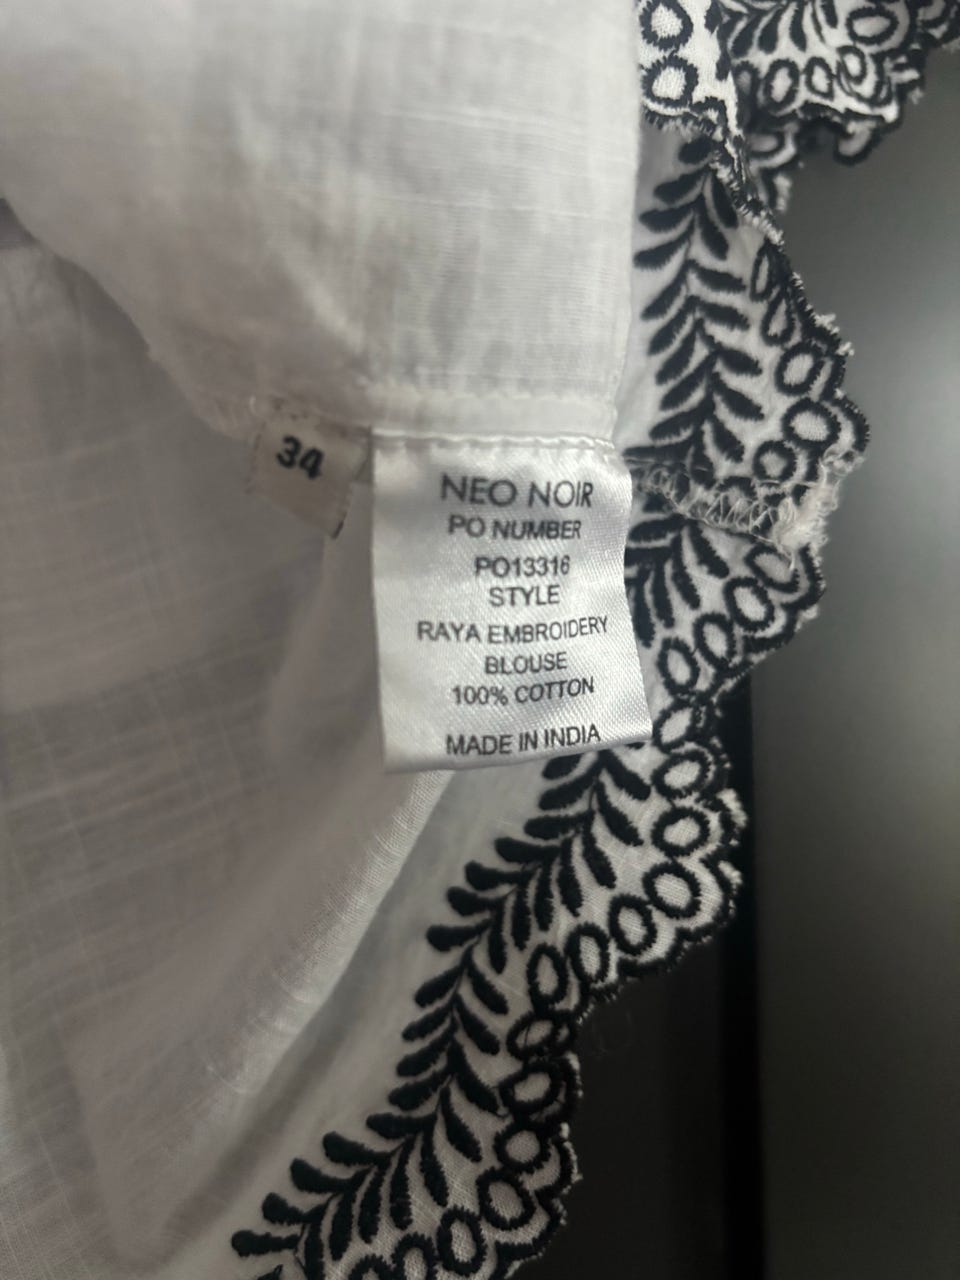 34
NEO NOIR
PO NUMBER
PO13316
STYLE
RAYA EMBROIDERY
BLOUSE
100% COTTON
MADE IN INDIA